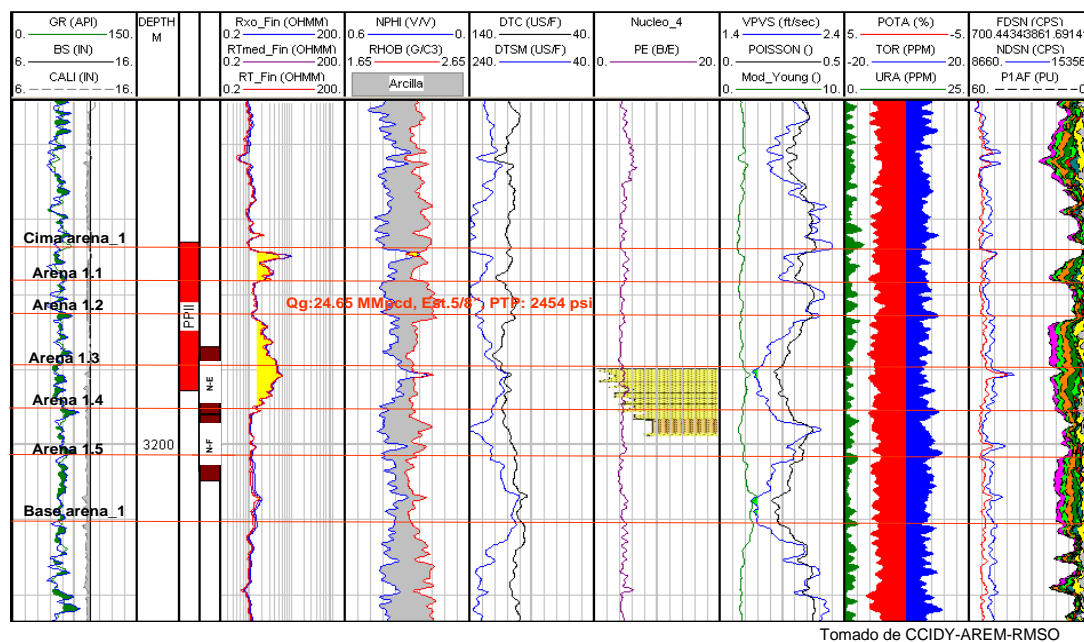 GR (API) DEPTH Rxo_Fin (OHMM) NPHI (V/V) DTC (US/F) Nucleo_4 VPVS (ft/sec) POTA (%) FDSN (CPS)
0. 150. M 0.2 200. 0.6 0. 140. 40. 1.4 2.4 5. -5.
BS (IN) RTmed_Fin (OHMM) RHOB (G/C3) DTSM (US/F) PE (B/E) POISSON () TOR (PPM) NDSN (CPS)
6. 16. 0.2 200. 1.65 2.65 240. 40. 0. 20. 0. 0.5 -20. 20. 8660. 15356
CALI (IN) RT_Fin (OHMM) Arcilla Mod_Young () URA (PPM) P1AF (PU)
6. 16. 0.2 200. 0. 10. 0. 25. 60. 0
Cima arena_1
Arena 1.1
Arena 1.2
Qg:24.65 MMpcd, Est.5/8", PTP: 2454 psi
PPII
Arena 1.3
N-E
Arena 1.4
3200
N-F
Arena 1.5
Base arena_1
Tomado de CCIDY-AREM-RMSO